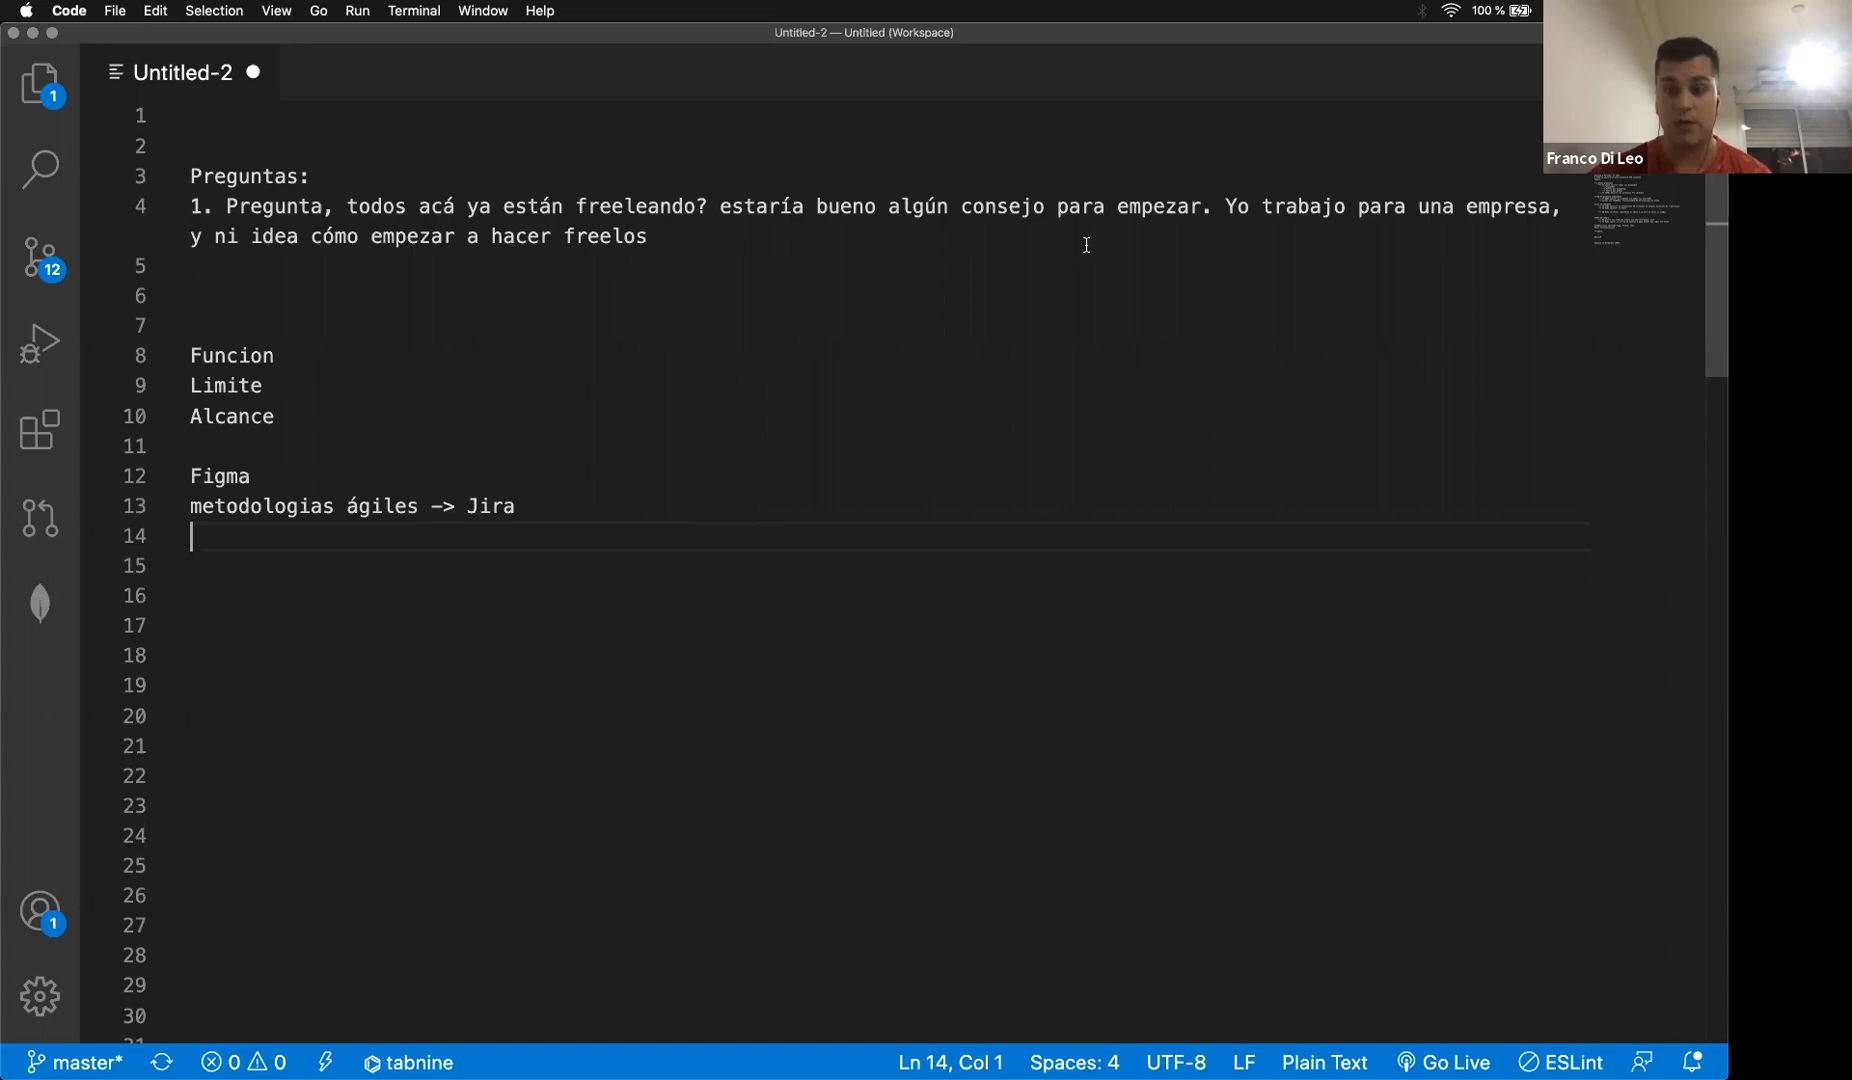 Code File Edit Selection View Go Run Terminal Window Help 100 %
Untitled-2 — Untitled (Workspace)
Untitled-2
Franco Di Leo
1
2
3 Preguntas:
4 1. Pregunta, todos acá ya están freeleando? estaría bueno algún consejo para empezar. Yo trabajo para una empresa,
y ni idea cómo empezar a hacer freelos
5
6
7
8 Funcion
9 Limite
10 Alcance
11
12 Figma
13 metodologias ágiles -> Jira
14
15
16
17
18
19
20
21
22
23
24
25
26
27
28
29
30
1
12
1
master* 0 0 tabnine Ln 14, Col 1 Spaces: 4 UTF-8 LF Plain Text Go Live ESLint